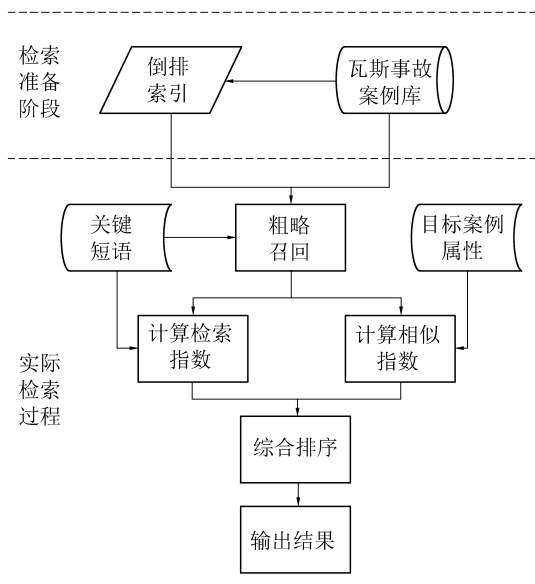 检索
准备
阶段
倒排
索引
瓦斯事故
案例库
关键
短语
粗略
召回
目标案例
属性
计算检索
指数
计算相似
指数
实际
检索
过程
综合排序
输出结果